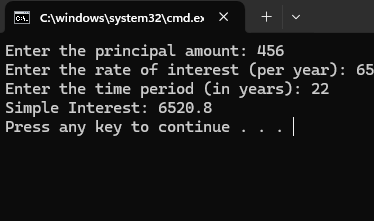 C:\windows\system32\cmd.ex
Enter the principal amount: 456
Enter the rate of interest (per year): 65
Enter the time period (in years): 22
Simple Interest: 6520.8
Press any key to continue . . .